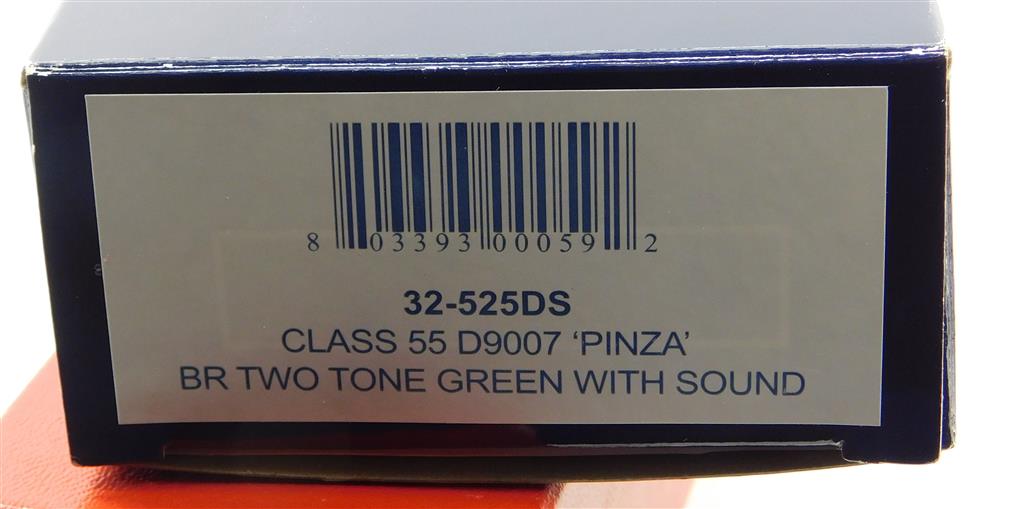 8 03393 00059 2
32-525DS
CLASS 55 D9007 ‘PINZA’
BR TWO TONE GREEN WITH SOUND